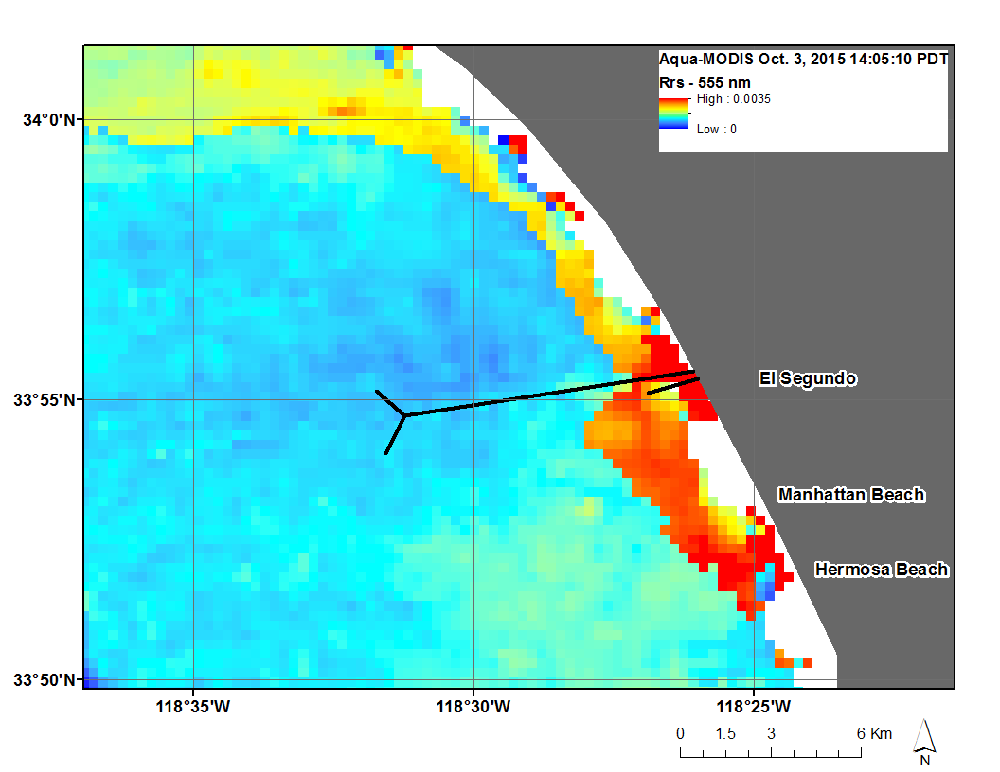 Aqua-MODIS Oct. 3, 2015 14:05:10 PDT
Rrs - 555 nm
High : 0.0035
Low : 0
34°0'N
33°55'N
El Segundo
Manhattan Beach
Hermosa Beach
33°50'N
118°35'W 118°30'W 118°25'W
0 1.5 3 6 Km
N